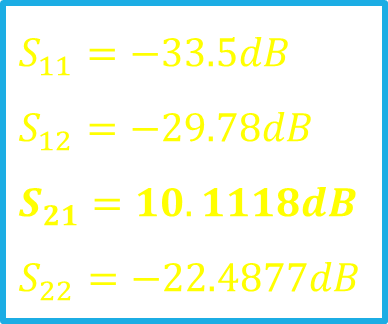 S₁₁ = −33.5dB
S₁₂ = −29.78dB
S₂₁ = 10.1118dB
S₂₂ = −22.4877dB